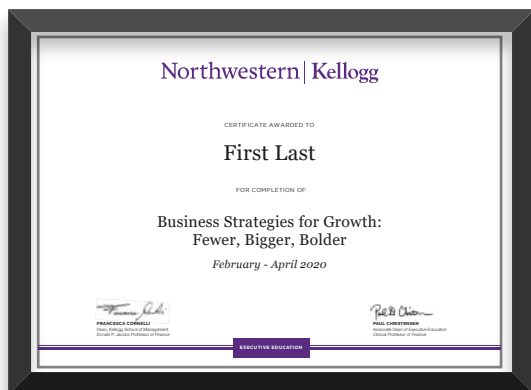 Northwestern | Kellogg
CERTIFICATE AWARDED TO
First Last
FOR COMPLETION OF
Business Strategies for Growth:
Fewer, Bigger, Bolder
February - April 2020
FRANCESCA CORNELLI
Dean, Kellogg School of Management
Donald P. Jacobs Professor of Finance
PAUL CHRISTENSEN
Associate Dean of Executive Education
Clinical Professor of Finance
EXECUTIVE EDUCATION